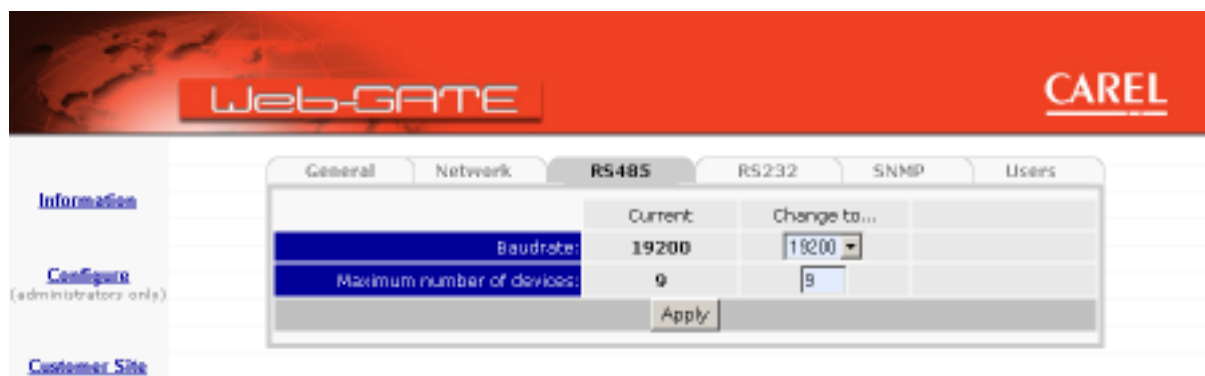 Web-GATE
CAREL
General Network RS485 RS232 SNMP Users
Information
Current Change to...
Baudrate: 19200 19200
Configure
(administrators only)
Maximum number of devices: 9 9
Apply
Customer Site